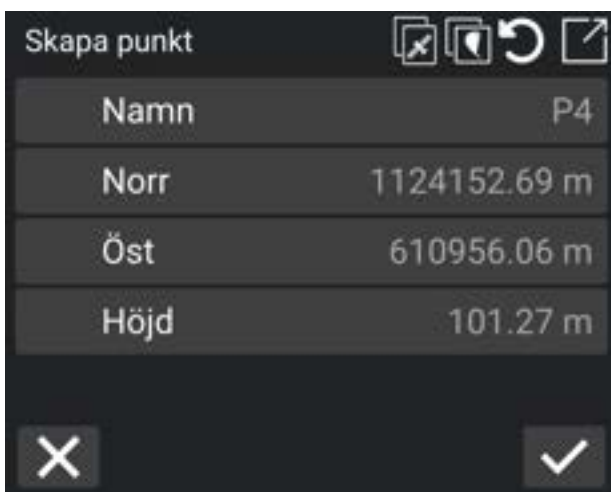 Skapa punkt
Namn P4
Norr 1124152.69 m
Öst 610956.06 m
Höjd 101.27 m